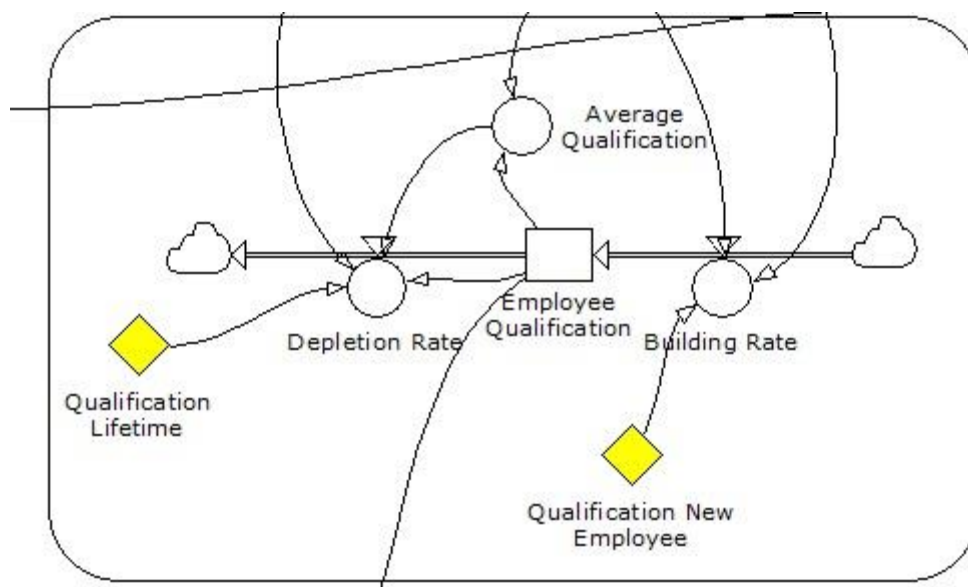 Average
Qualification
Employee
Qualification
Depletion Rate
Building Rate
Qualification
Lifetime
Qualification New
Employee